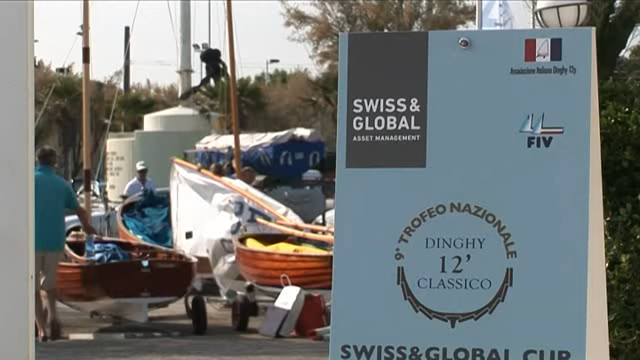 SWISS&
GLOBAL
ASSET MANAGEMENT
Associazione Italiana Dinghy 12p
FIV
9° TROFEO NAZIONALE
DINGHY
12'
CLASSICO
SWISS&GLOBAL CUP